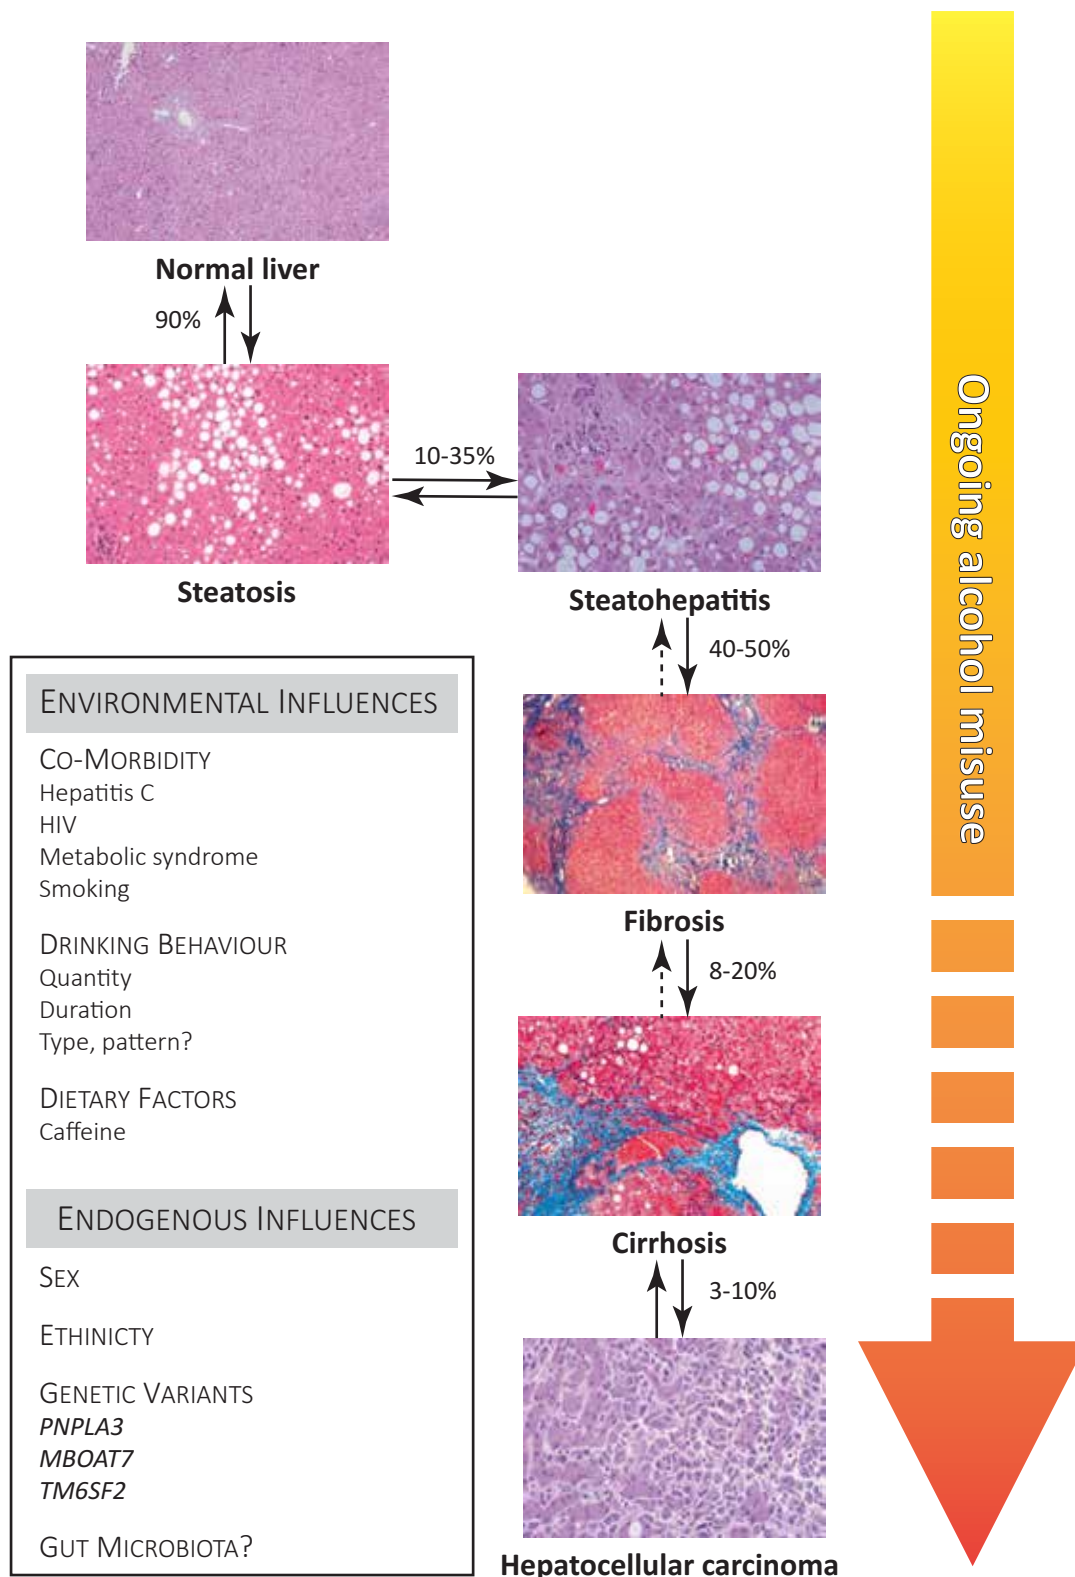 Normal liver
90%
Steatosis
10-35%
Steatohepatitis
40-50%
Fibrosis
8-20%
Cirrhosis
3-10%
Hepatocellular carcinoma
ENVIRONMENTAL INFLUENCES
CO-MORBIDITY
Hepatitis C
HIV
Metabolic syndrome
Smoking
DRINKING BEHAVIOUR
Quantity
Duration
Type, pattern?
DIETARY FACTORS
Caffeine
ENDOGENOUS INFLUENCES
SEX
ETHINICTY
GENETIC VARIANTS
PNPLA3
MBOAT7
TM6SF2
GUT MICROBIOTA?
Ongoing alcohol misuse